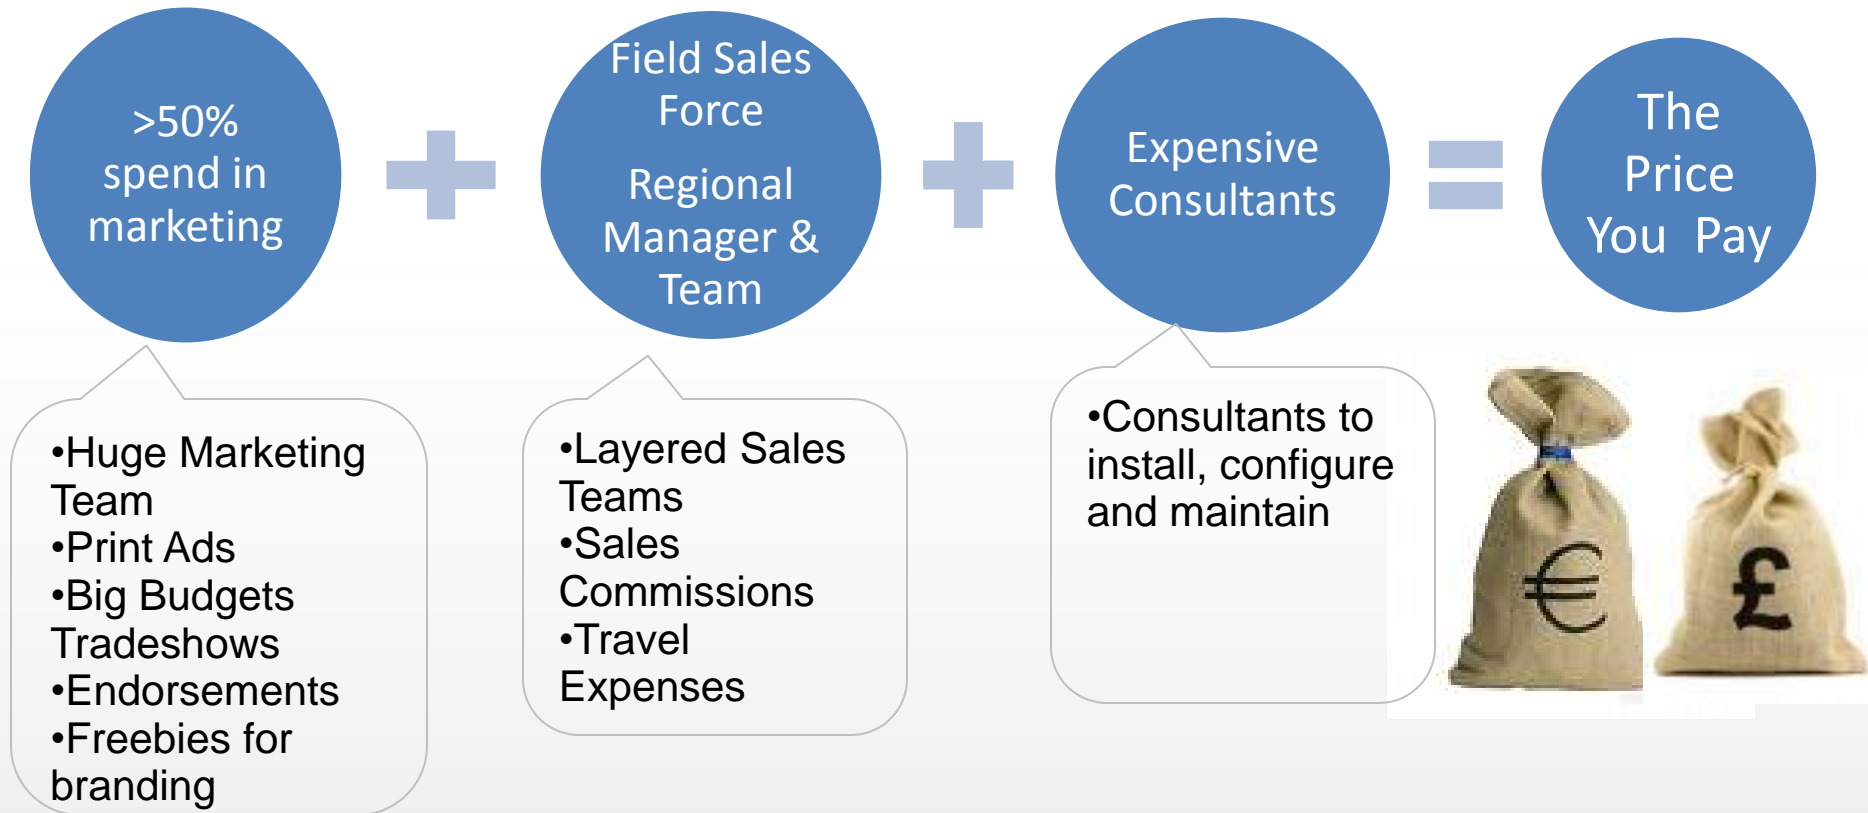 >50%
spend in
marketing
Field Sales
Force
Regional
Manager &
Team
Expensive
Consultants
The
Price
You  Pay
•Huge Marketing
Team
•Print Ads
•Big Budgets
Tradeshows
•Endorsements
•Freebies for
branding
•Layered Sales
Teams
•Sales
Commissions
•Travel
Expenses
•Consultants to
install, configure
and maintain
€
£